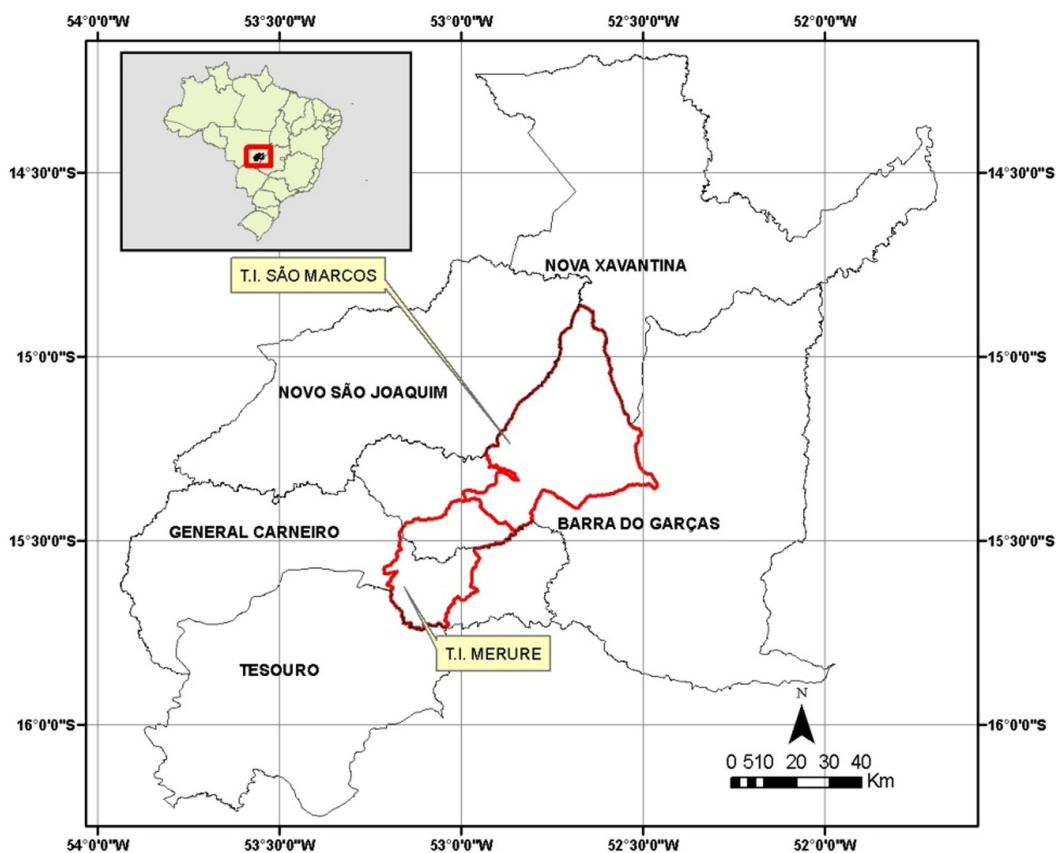 54°0'0"W 53°30'0"W 53°0'0"W 52°30'0"W 52°0'0"W
14°30'0"S 14°30'0"S
T.I. SÃO MARCOS
NOVA XAVANTINA
15°0'0"S 15°0'0"S
NOVO SÃO JOAQUIM
GENERAL CARNEIRO
BARRA DO GARÇAS
15°30'0"S 15°30'0"S
T.I. MERURE
TESOURO
N
16°0'0"S 16°0'0"S
0 5 10 20 30 40
Km
54°0'0"W 53°30'0"W 53°0'0"W 52°30'0"W 52°0'0"W